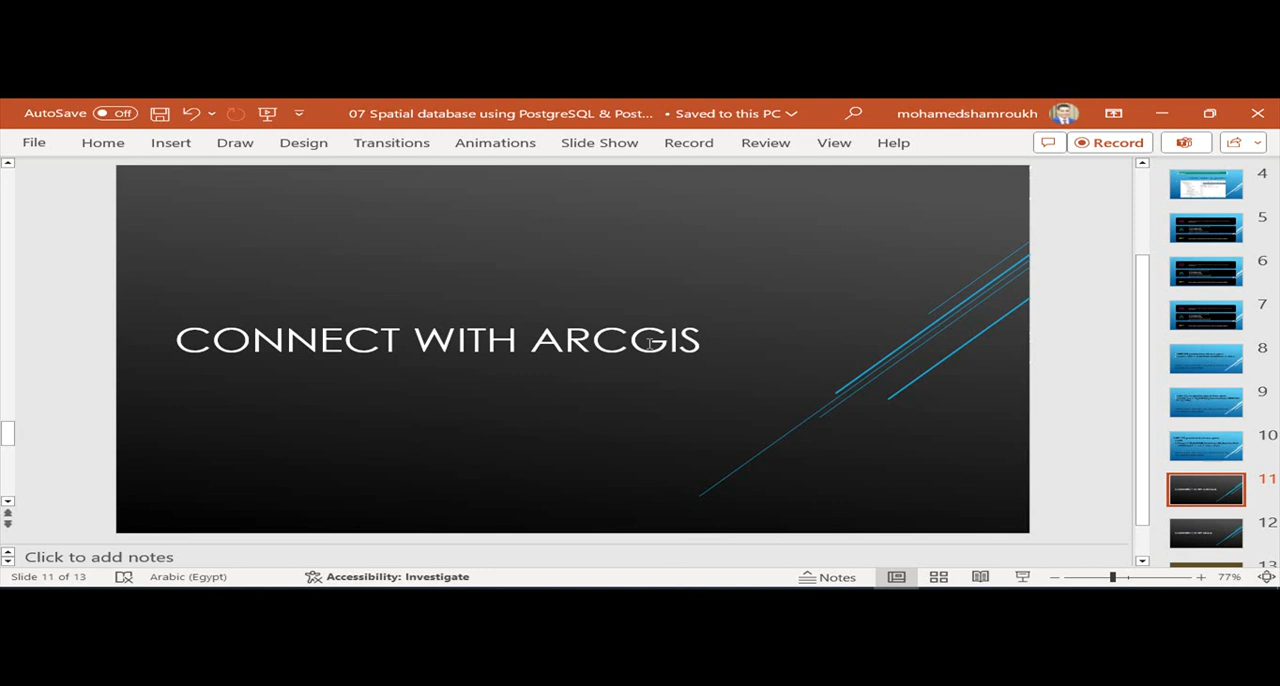 AutoSave Off 07 Spatial database using PostgreSQL & Post... • Saved to this PC mohamedshamroukh
File Home Insert Draw Design Transitions Animations Slide Show Record Review View Help Record
CONNECT WITH ARCGIS
4
5
6
7
8
9
10
11
12
13
Click to add notes
Slide 11 of 13 Arabic (Egypt) Accessibility: Investigate Notes 77%